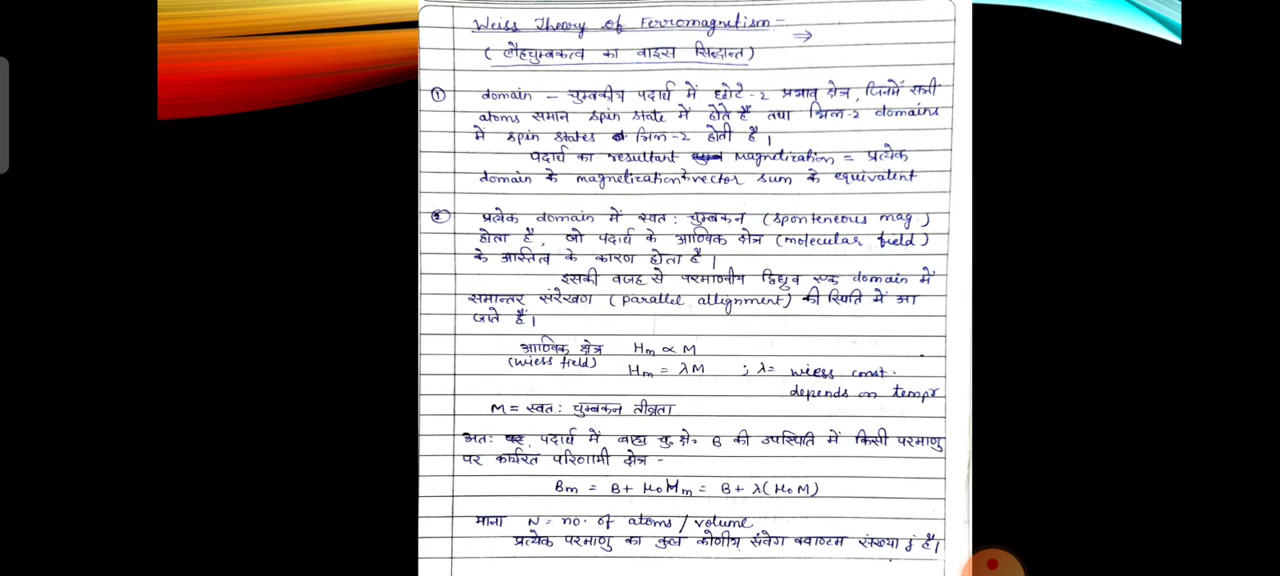 Weiss Theory of Ferromagnetism - ⇒
( लौहचुम्बकत्व का वाइस सिद्धान्त )
① domain – चुम्बकीय पदार्थ में छोटे-2 प्रभाव क्षेत्र, जिनमें सभी
atoms समान spin state में होते हैं तथा भिन्न-2 domains
में spin states भिन्न-2 होती हैं।
पदार्थ का resultant magnetization = प्रत्येक
domain के magnetization vector sum के equivalent
② प्रत्येक domain में स्वत: चुम्बकन (sponteneous mag.)
होता है, जो पदार्थ के आण्विक क्षेत्र (molecular field)
के अस्तित्व के कारण होता है।
इसकी वजह से परमाण्वीय द्विध्रुव एक domain में
समान्तर संरेखण (parallel allignment) की स्थिति में आ
जाते हैं।
आण्विक क्षेत्र Hm ∝ M
(wiess field) Hm = λM ; λ = wiess const.
depends on tempr
M = स्वत: चुम्बकन तीव्रता
अत: पदार्थ में बाह्य चु. क्षे. B की उपस्थिति में किसी परमाणु
पर कार्यरत परिणामी क्षेत्र -
Bm = B + μ₀Hm = B + λ(μ₀M)
माना N = no. of atoms / volume
प्रत्येक परमाणु का कुल कोणीय संवेग क्वाण्टम संख्या j है।